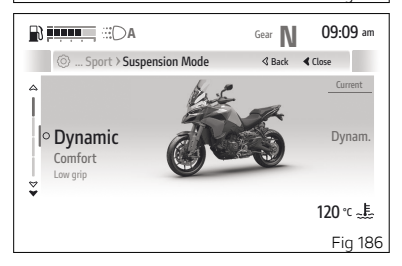 A Gear N 09:09 am
... Sport Suspension Mode Back Close
Current
Dynamic Dynam.
Comfort
Low grip
120 °C
Fig 186